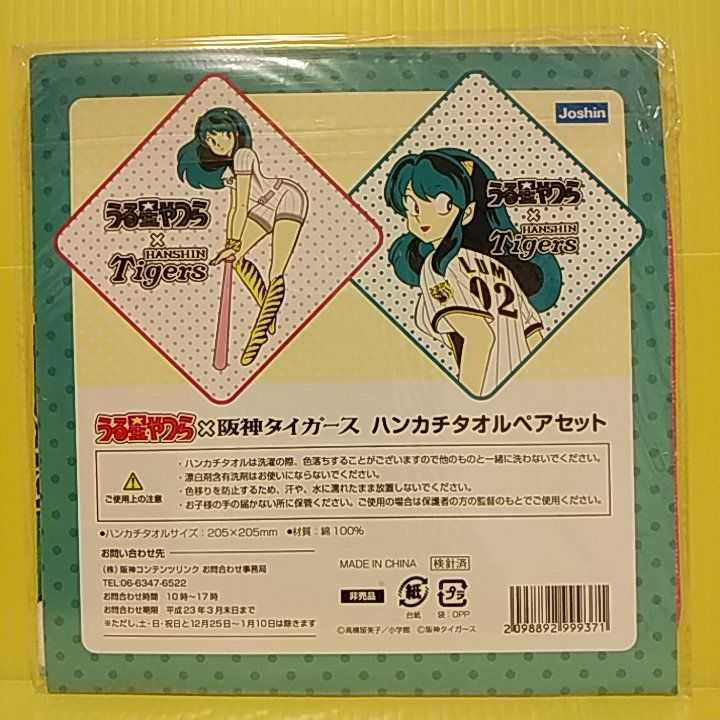 Joshin
うる星やつら
×
HANSHIN
Tigers
うる星やつら
×
HANSHIN
Tigers
LUM
02
うる星やつら×阪神タイガース ハンカチタオルペアセット
ご使用上の注意
・ハンカチタオルは洗濯の際、色落ちすることがございますので他のものと一緒に洗わないでください。
・漂白剤含有洗剤はお使いにならないでください。
・色移りを防止するため、汗や、水に濡れたまま放置しないでください。
・お子様の手の届かない所に保管ください。ご使用の場合は保護者の方の監督のもとでご使用ください。
●ハンカチタオルサイズ：205×205mm ●材質：綿100%
お問い合わせ先
(株)阪神コンテンツリンク お問合わせ事務局
TEL:06-6347-6522
お問合わせ時間 10時～17時
お問合わせ期限 平成23年3月末日まで
※ただし、土・日・祝日と12月25日～1月10日は除きます
MADE IN CHINA 検針済
非売品
紙
台紙
プラ
袋：OPP
©高橋留美子／小学館 ©阪神タイガース
2098892999371